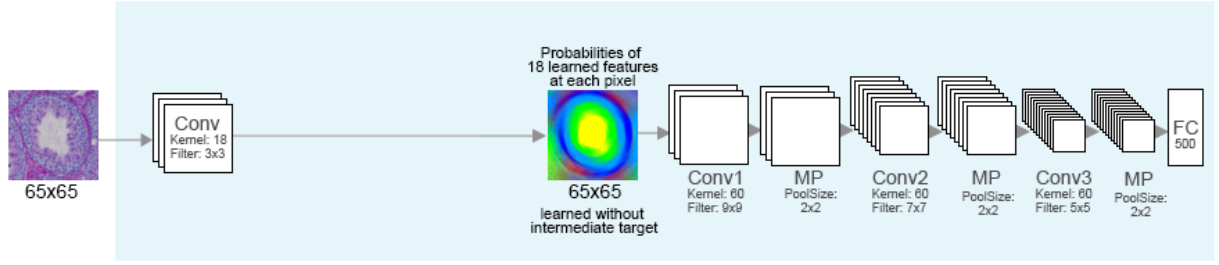 65x65
Conv
Kernel: 18
Filter: 3x3
Probabilities of
18 learned features
at each pixel
65x65
learned without
intermediate target
Conv1
Kernel: 60
Filter: 9x9
MP
PoolSize:
2x2
Conv2
Kernel: 60
Filter: 7x7
MP
PoolSize:
2x2
Conv3
Kernel: 60
Filter: 5x5
MP
PoolSize:
2x2
FC
500